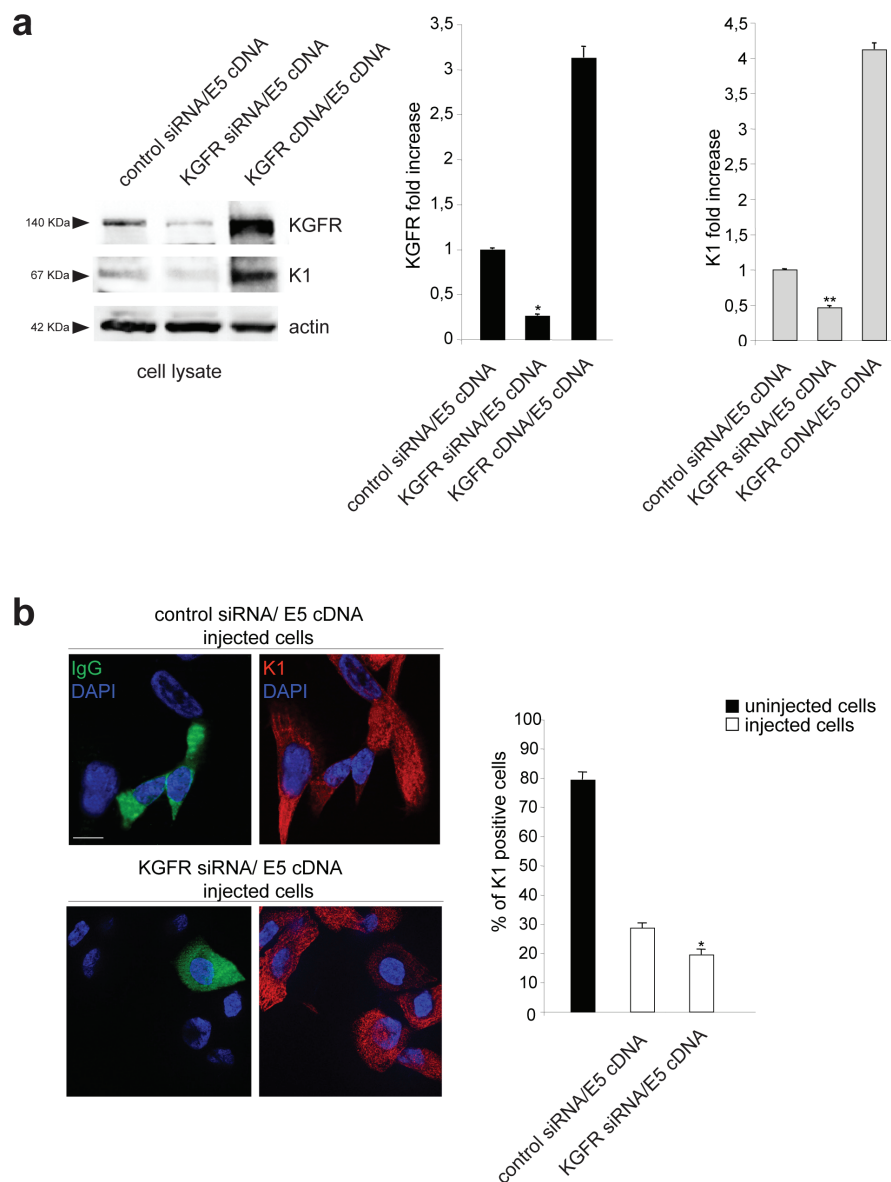 a
control siRNA/E5 cDNA
KGFR siRNA/E5 cDNA
KGFR cDNA/E5 cDNA
140 KDa
KGFR
67 KDa
K1
42 KDa
actin
cell lysate
KGFR fold increase
3,5
3
2,5
2
1,5
1
0,5
0
*
control siRNA/E5 cDNA
KGFR siRNA/E5 cDNA
KGFR cDNA/E5 cDNA
K1 fold increase
4,5
4
3,5
3
2,5
2
1,5
1
0,5
0
**
control siRNA/E5 cDNA
KGFR siRNA/E5 cDNA
KGFR cDNA/E5 cDNA
b
control siRNA/ E5 cDNA
injected cells
IgG
DAPI
K1
DAPI
KGFR siRNA/ E5 cDNA
injected cells
uninjected cells
injected cells
% of K1 positive cells
100
90
80
70
60
50
40
30
20
10
0
*
control siRNA/E5 cDNA
KGFR siRNA/E5 cDNA